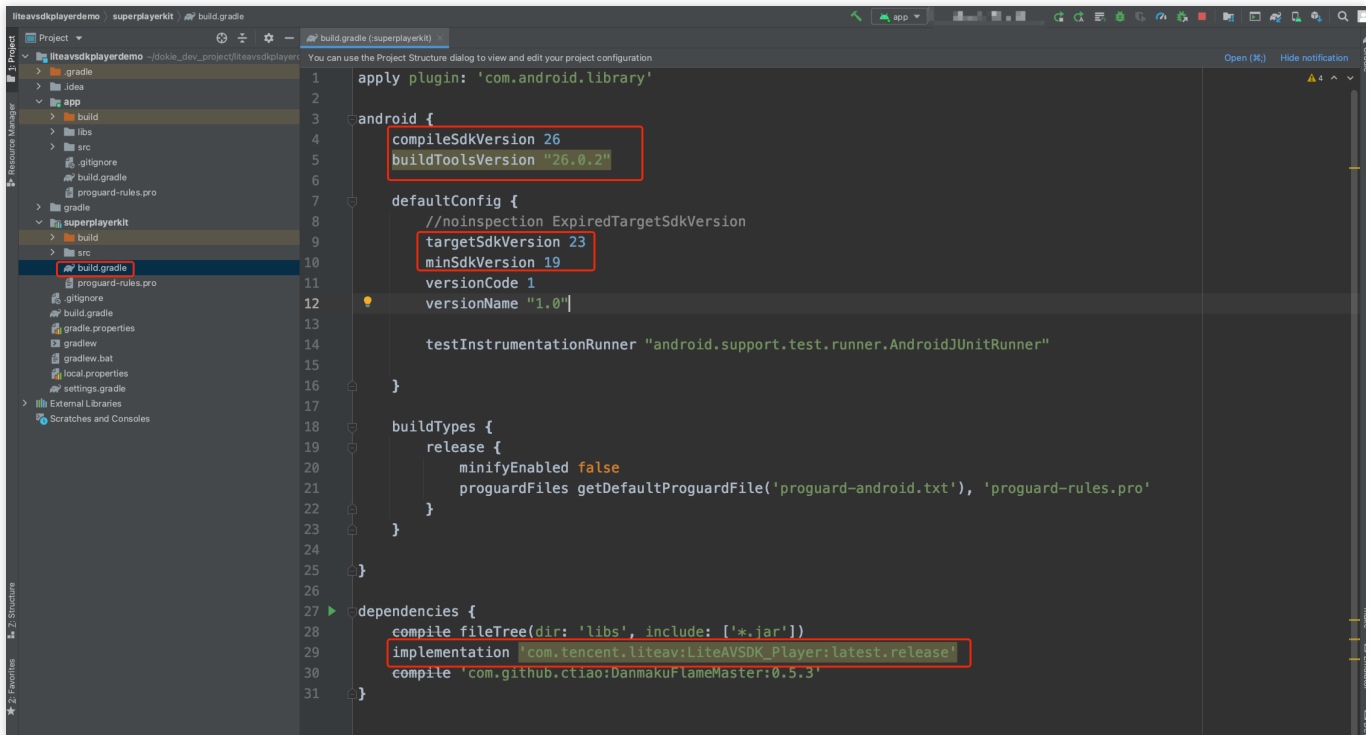 liteavsdkplayerdemo superplayerkit build.gradle
app
Project
build.gradle (:superplayerkit)
1: Project
Resource Manager
Z: Structure
2: Favorites
liteavsdkplayerdemo ~/dokie_dev_project/liteavsdkplayerc
.gradle
.idea
app
build
libs
src
.gitignore
build.gradle
proguard-rules.pro
gradle
superplayerkit
build
src
build.gradle
proguard-rules.pro
.gitignore
build.gradle
gradle.properties
gradlew
gradlew.bat
local.properties
settings.gradle
External Libraries
Scratches and Consoles
You can use the Project Structure dialog to view and edit your project configuration
Open (⌘;) Hide notification
4
1 apply plugin: 'com.android.library'
2
3 android {
4 compileSdkVersion 26
5 buildToolsVersion "26.0.2"
6
7 defaultConfig {
8 //noinspection ExpiredTargetSdkVersion
9 targetSdkVersion 23
10 minSdkVersion 19
11 versionCode 1
12 versionName "1.0"
13
14 testInstrumentationRunner "android.support.test.runner.AndroidJUnitRunner"
15
16 }
17
18 buildTypes {
19 release {
20 minifyEnabled false
21 proguardFiles getDefaultProguardFile('proguard-android.txt'), 'proguard-rules.pro'
22 }
23 }
24
25 }
26
27 dependencies {
28 compile fileTree(dir: 'libs', include: ['*.jar'])
29 implementation 'com.tencent.liteav:LiteAVSDK_Player:latest.release'
30 compile 'com.github.ctiao:DanmakuFlameMaster:0.5.3'
31 }